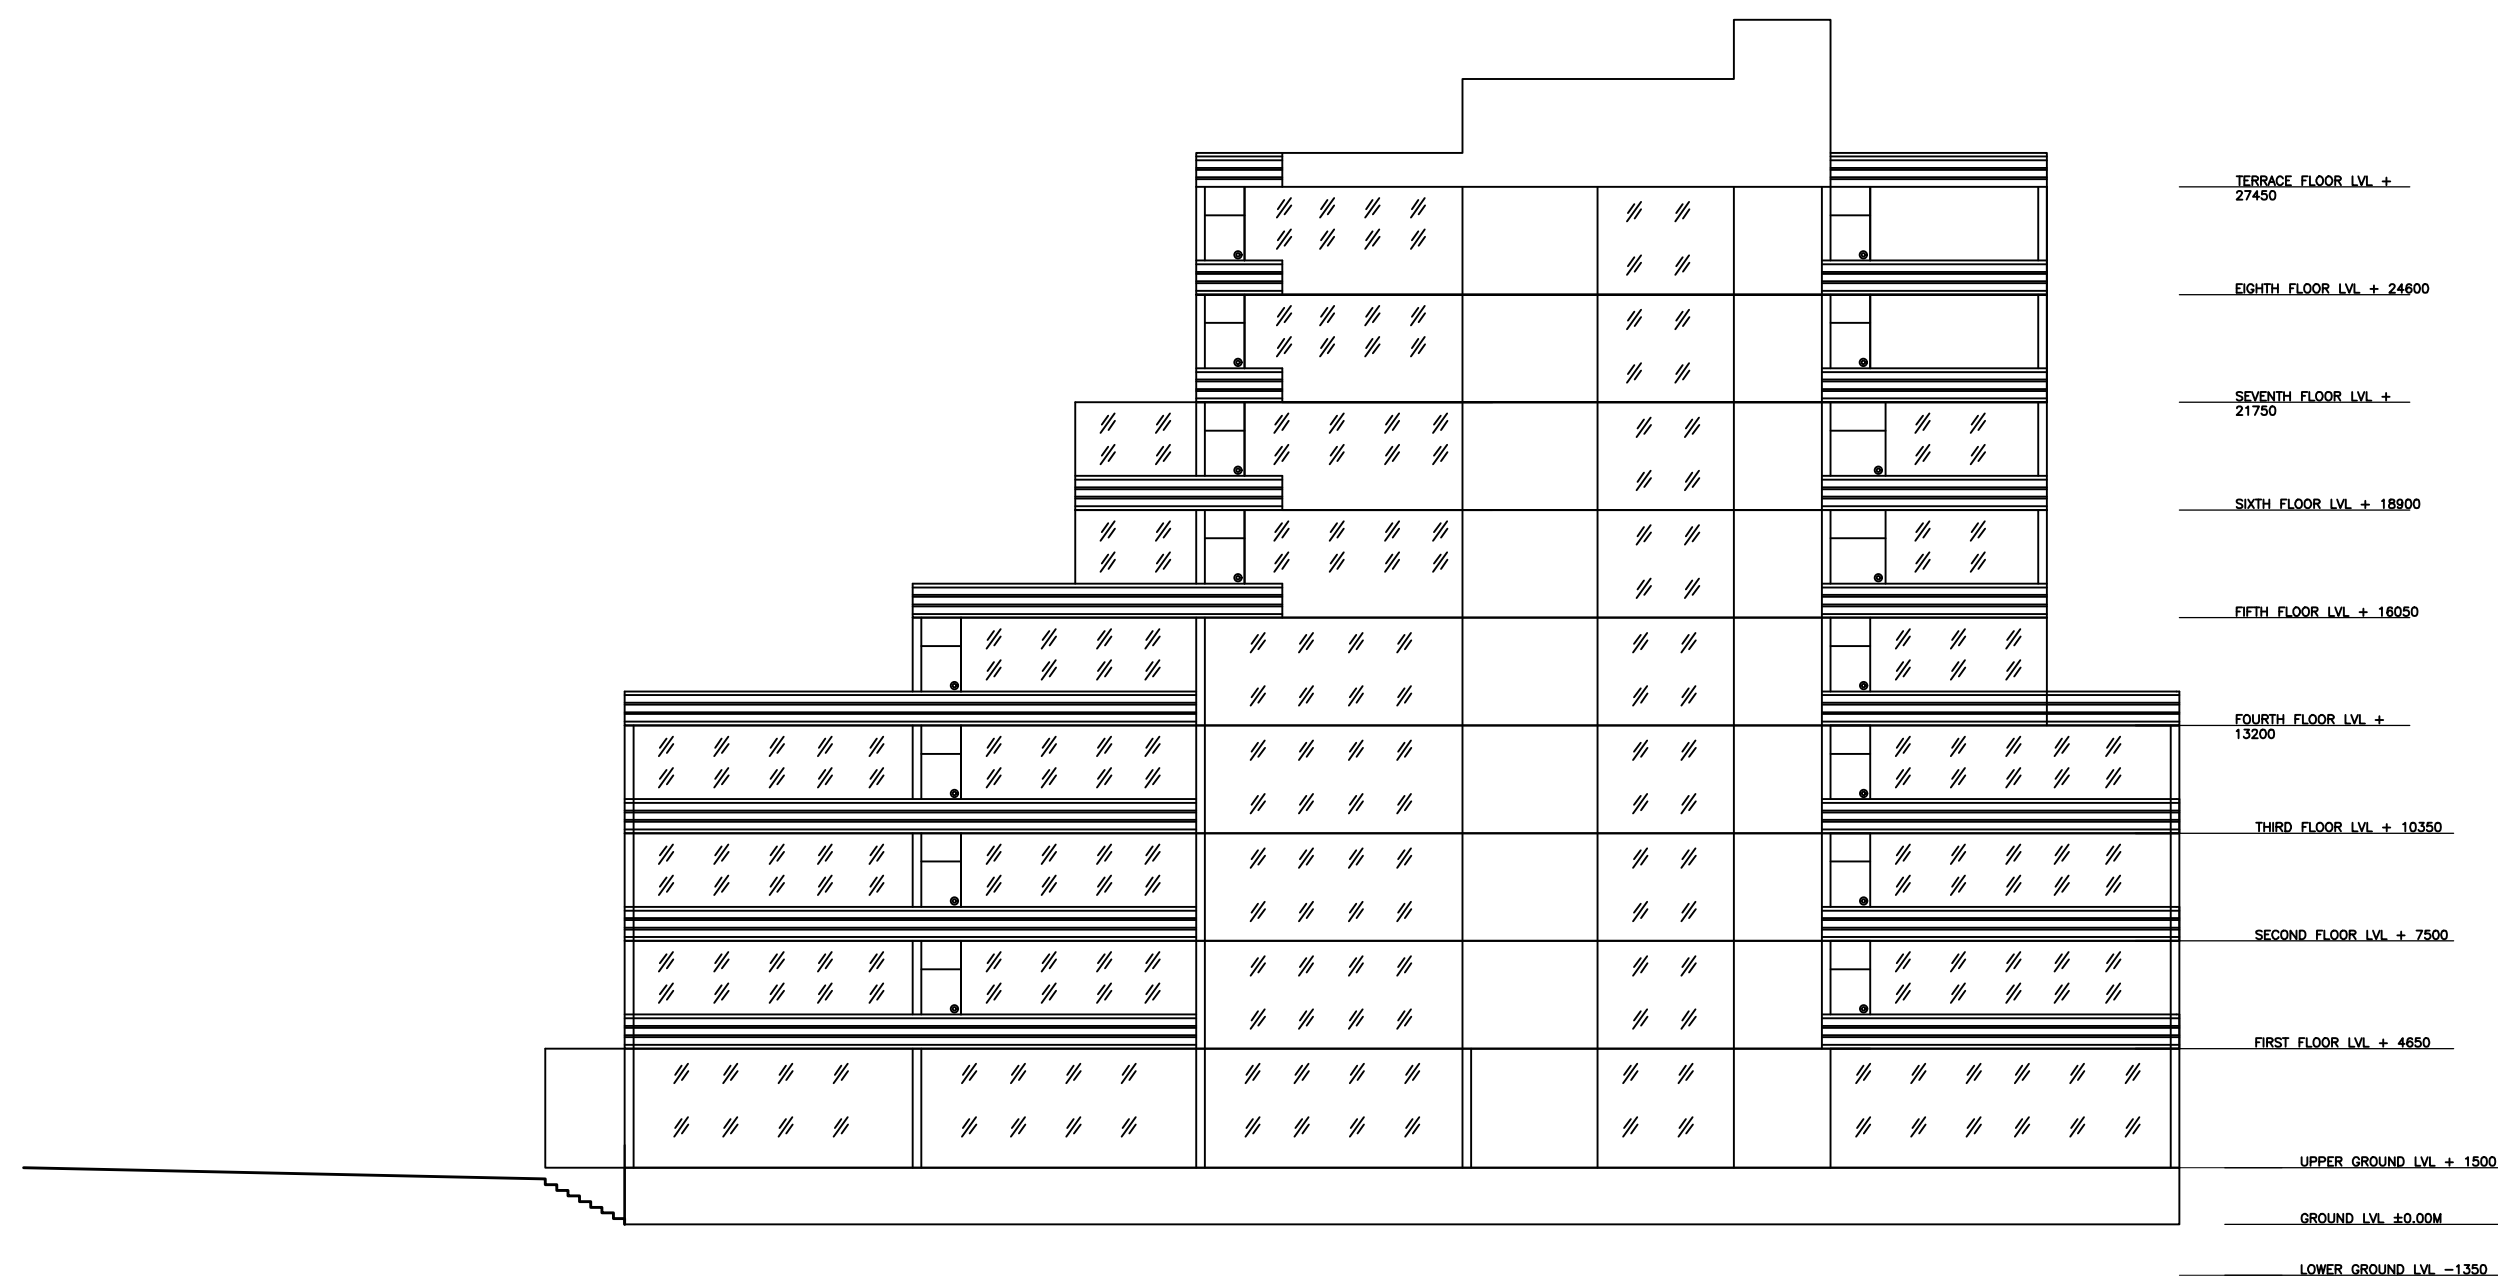 TERRACE FLOOR LVL +
27450
EIGHTH FLOOR LVL + 24600
SEVENTH FLOOR LVL +
21750
SIXTH FLOOR LVL + 18900
FIFTH FLOOR LVL + 16050
FOURTH FLOOR LVL +
13200
THIRD FLOOR LVL + 10350
SECOND FLOOR LVL + 7500
FIRST FLOOR LVL + 4650
UPPER GROUND LVL + 1500
GROUND LVL ±0.00M
LOWER GROUND LVL -1350